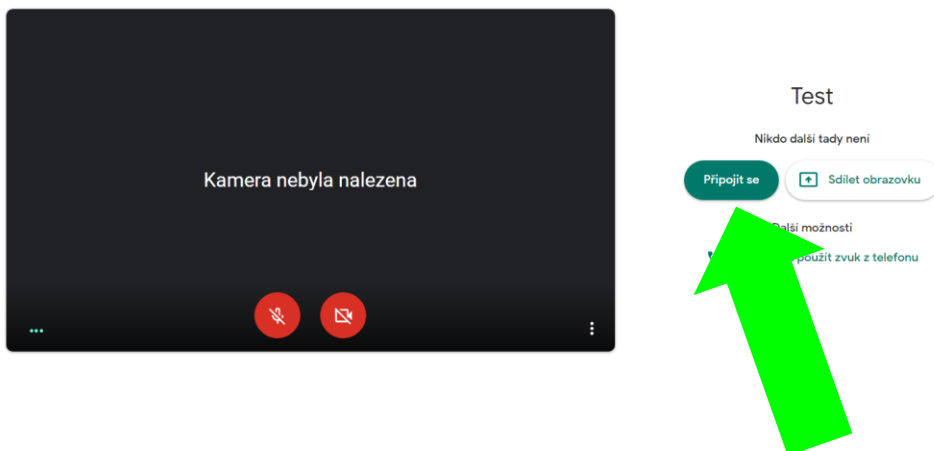 Kamera nebyla nalezena
Test
Nikdo další tady není
Připojit se
Sdílet obrazovku
Další možnosti
použít zvuk z telefonu